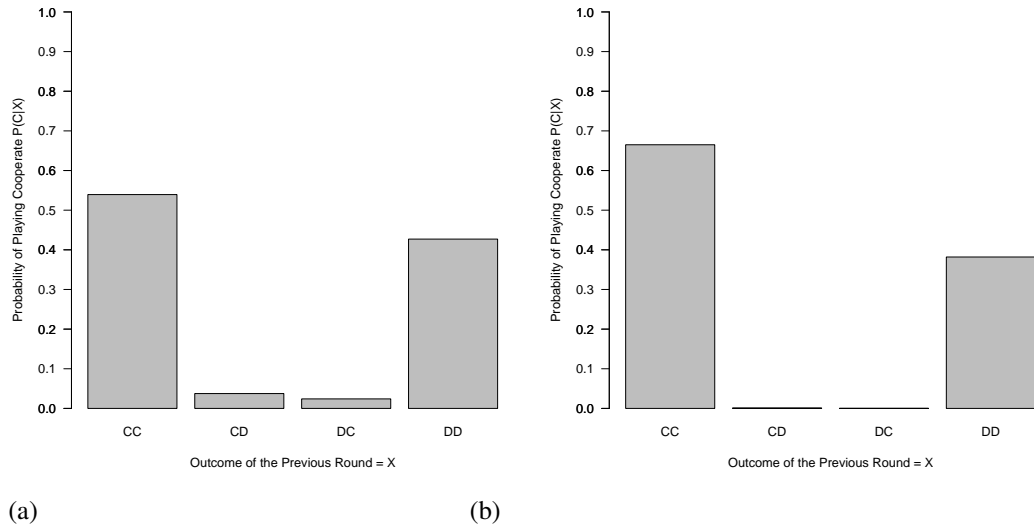 1.0
0.9
0.8
0.7
0.6
0.5
0.4
0.3
0.2
0.1
0.0
Probability of Playing Cooperate P(C|X)
CC CD DC DD
Outcome of the Previous Round = X
(a)
1.0
0.9
0.8
0.7
0.6
0.5
0.4
0.3
0.2
0.1
0.0
Probability of Playing Cooperate P(C|X)
CC CD DC DD
Outcome of the Previous Round = X
(b)